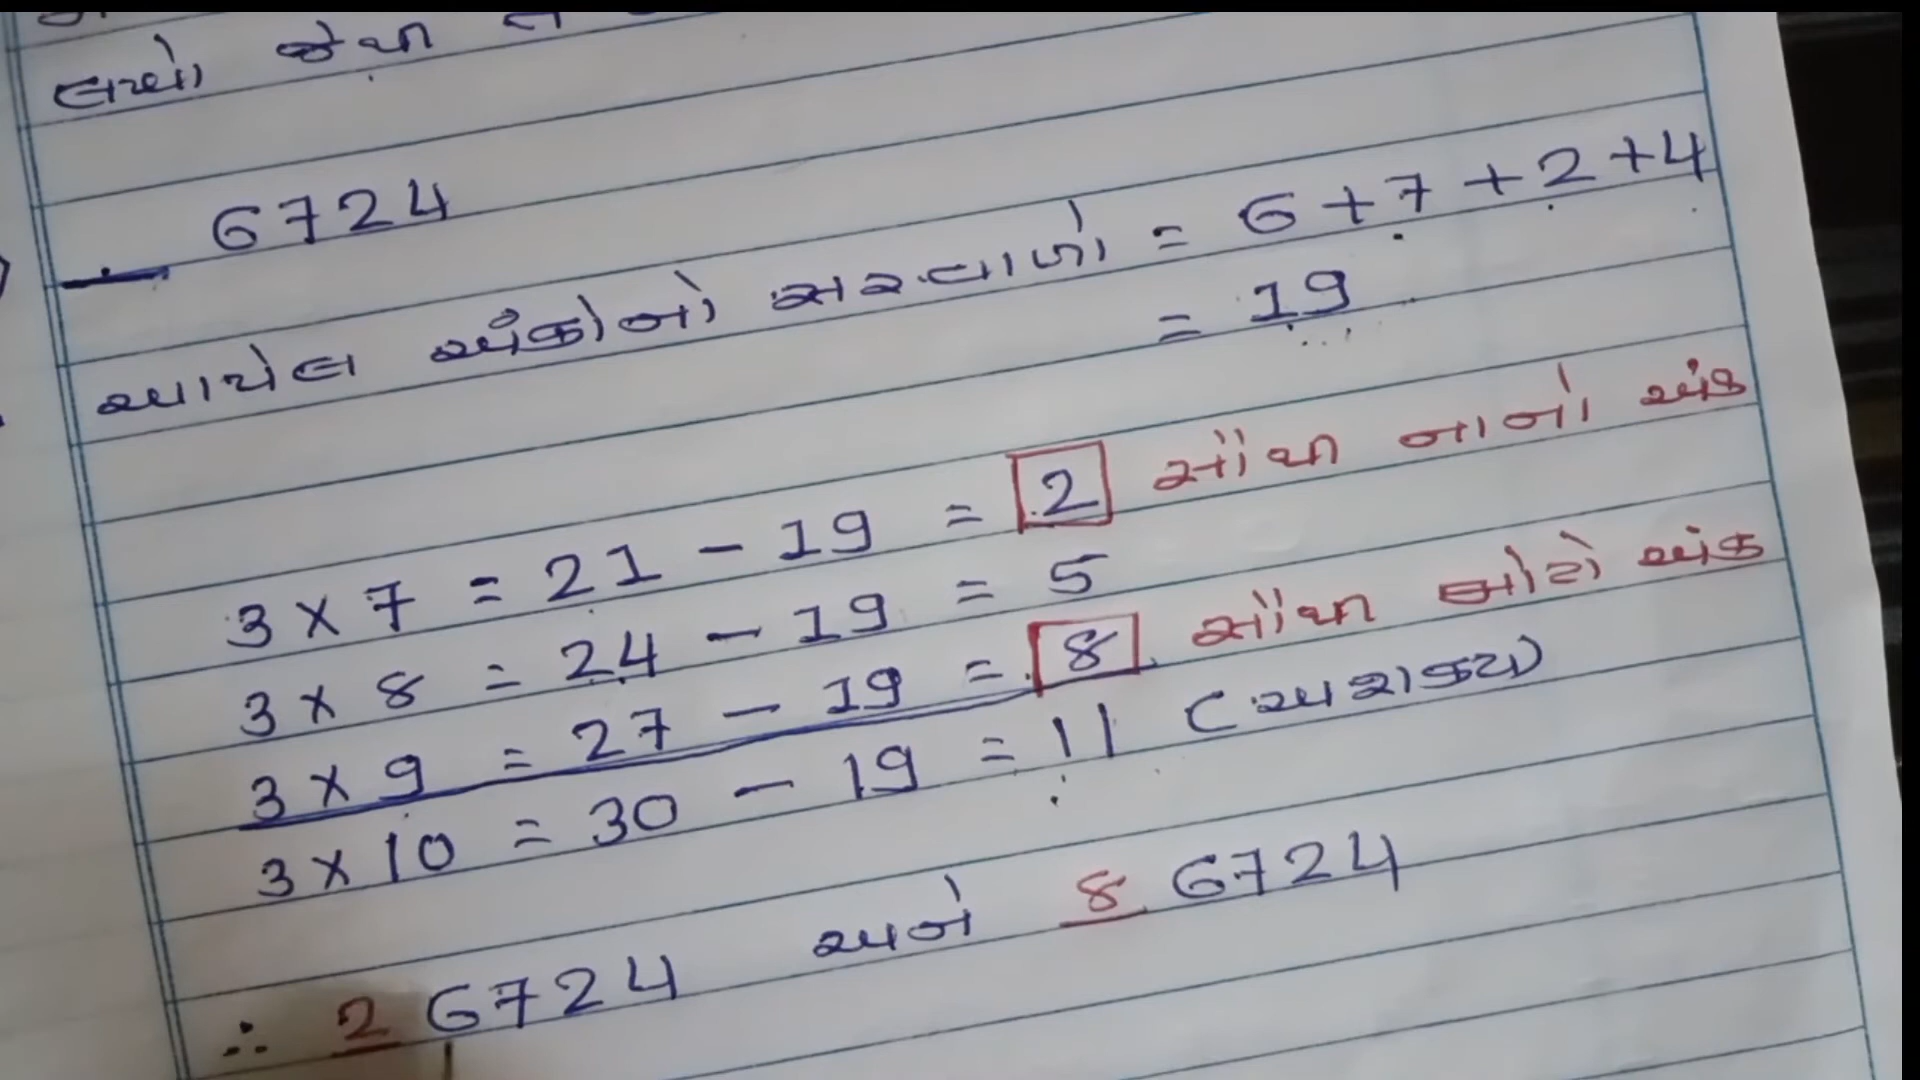 લખો જેથી તે
_ 6724
આપેલ અંકોનો સરવાળો = 6 + 7 + 2 + 4
= 19
3 × 7 = 21 - 19 = 2 સૌથી નાનો અંક
3 × 8 = 24 - 19 = 5
3 × 9 = 27 - 19 = 8 સૌથી મોટો અંક
3 × 10 = 30 - 19 = 11 (અશક્ય)
∴ 2 6724 અને 8 6724